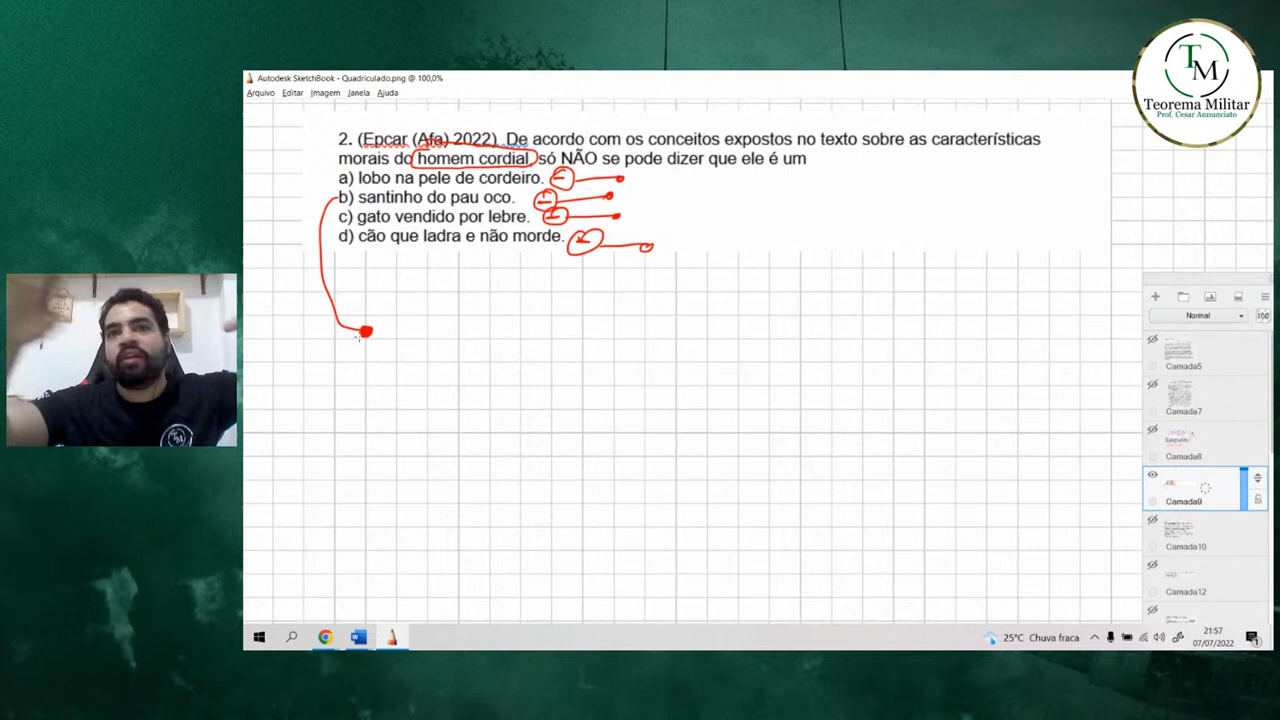 TM
Teorema Militar
Prof. Cesar Annunciato
Autodesk SketchBook - Quadriculado.png @ 100,0%
Arquivo Editar Imagem Janela Ajuda
2. (Epcar (Afa) 2022) De acordo com os conceitos expostos no texto sobre as características
morais do homem cordial, só NÃO se pode dizer que ele é um
a) lobo na pele de cordeiro.
b) santinho do pau oco.
c) gato vendido por lebre.
d) cão que ladra e não morde.
Normal 100
Camada5
Camada7
Camada8
Camada9
Camada10
Camada12
TM
25°C Chuva fraca
21:57
07/07/2022